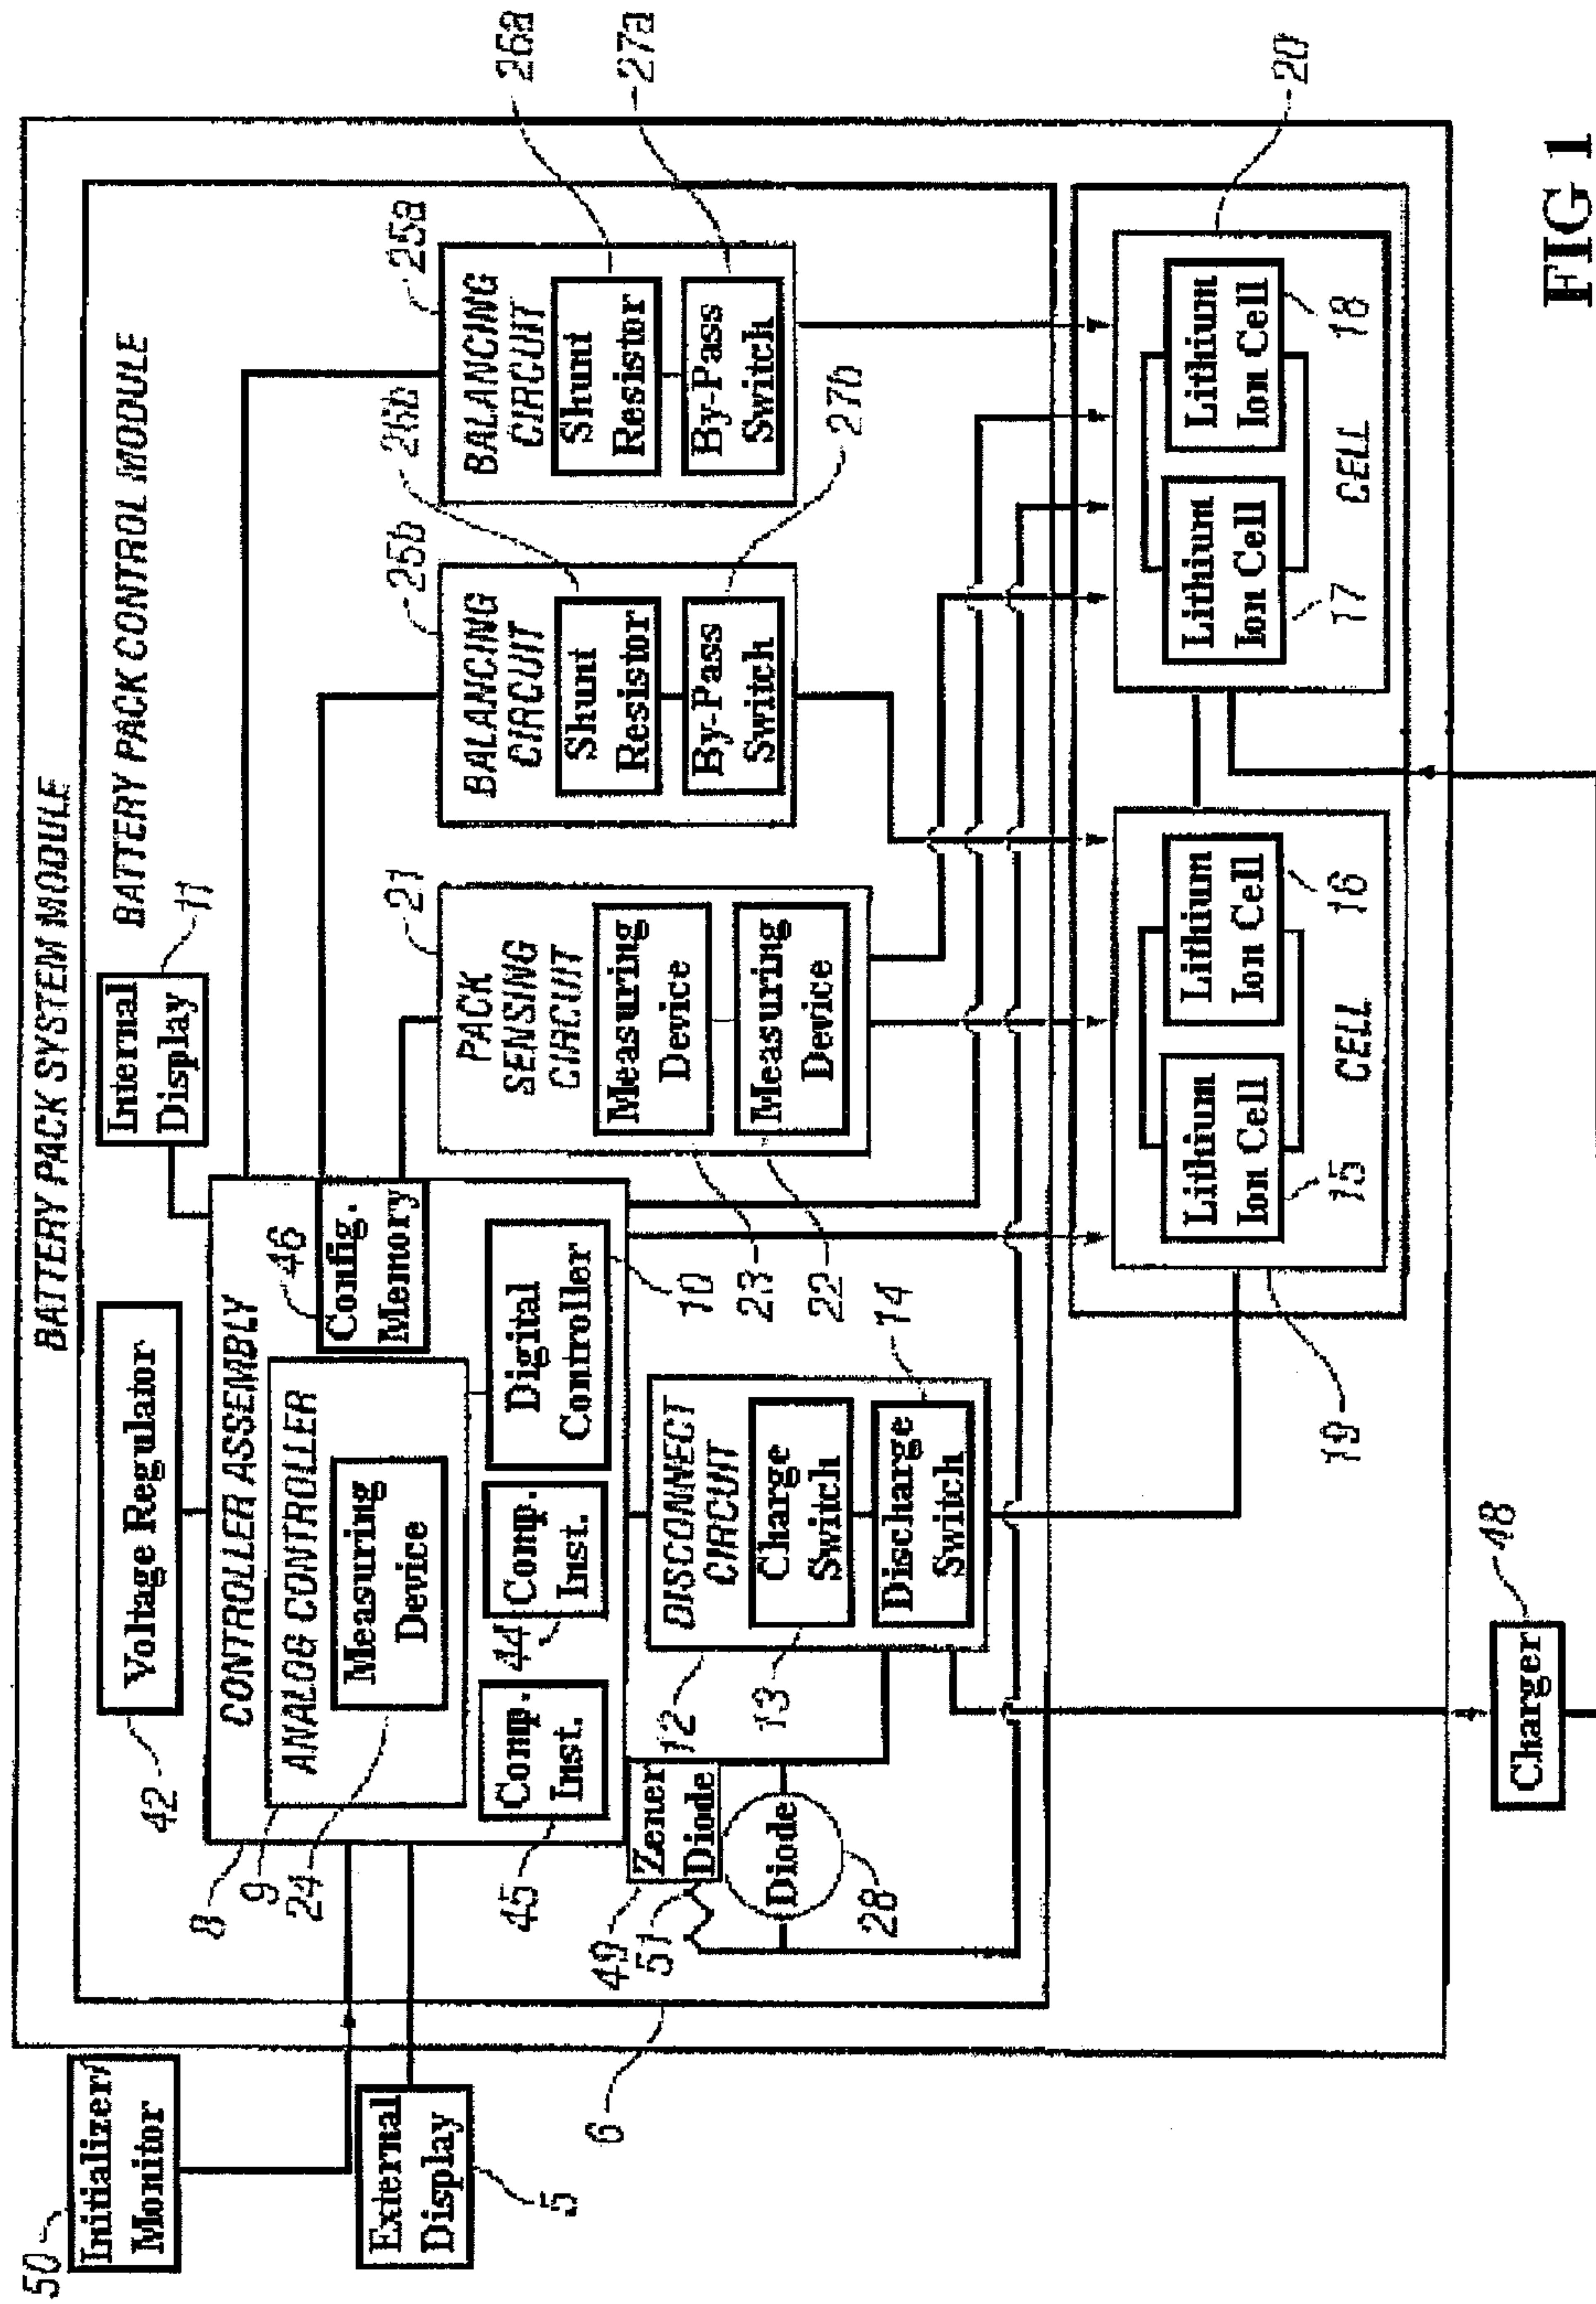 BATTERY PACK SYSTEM MODULE
BATTERY PACK CONTROL MODULE
50
Initializer/
Monitor
External
Display
5
6
42
Voltage Regulator
Internal
Display
11
8
9
24
CONTROLLER ASSEMBLY
ANALOG CONTROLLER
Measuring
Device
46
Config.
Memory
Digital
Controller
10
45
Comp.
Inst.
44
Comp.
Inst.
49
51
Zener
Diode
Diode
28
12
13
DISCONNECT
CIRCUIT
Charge
Switch
Discharge
Switch
14
21
PACK
SENSING
CIRCUIT
Measuring
Device
Measuring
Device
23
22
25b
26b
BALANCING
CIRCUIT
Shunt
Resistor
By-Pass
Switch
27b
25a
26a
BALANCING
CIRCUIT
Shunt
Resistor
By-Pass
Switch
27a
Lithium
Ion Cell
15
Lithium
Ion Cell
16
CELL
19
Lithium
Ion Cell
17
Lithium
Ion Cell
18
CELL
20
Charger
48
FIG 1